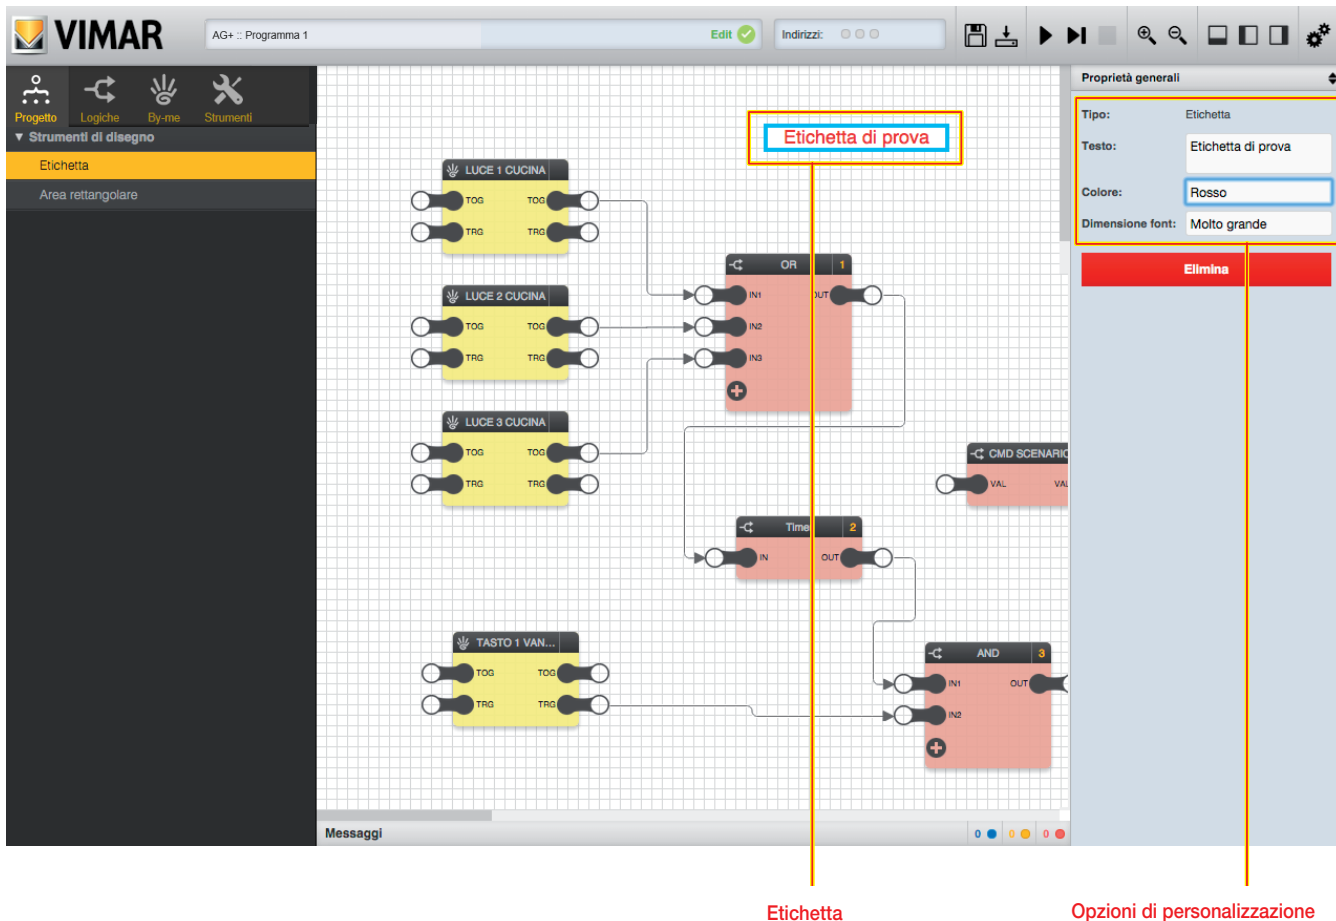 VIMAR
AG+ :: Programma 1
Edit
Indirizzi:
Progetto
Logiche
By-me
Strumenti
Strumenti di disegno
Etichetta
Area rettangolare
Etichetta di prova
LUCE 1 CUCINA
TOG TOG
TRG TRG
LUCE 2 CUCINA
TOG TOG
TRG TRG
LUCE 3 CUCINA
TOG TOG
TRG TRG
OR 1
IN1 OUT
IN2
IN3
CMD SCENARIO
VAL VAL
Time 2
IN OUT
TASTO 1 VAN...
TOG TOG
TRG TRG
AND 3
IN1 OUT
IN2
Messaggi
0 0 0
Proprietà generali
Tipo: Etichetta
Testo: Etichetta di prova
Colore: Rosso
Dimensione font: Molto grande
Elimina
Etichetta
Opzioni di personalizzazione